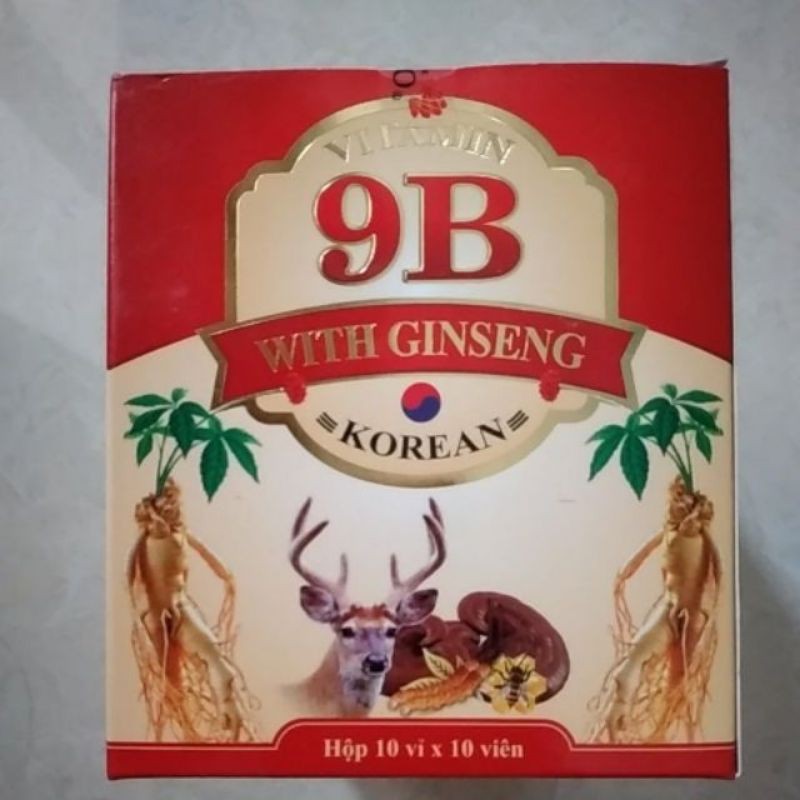 VITAMIN
9B
WITH GINSENG
KOREAN
Hộp 10 vỉ x 10 viên